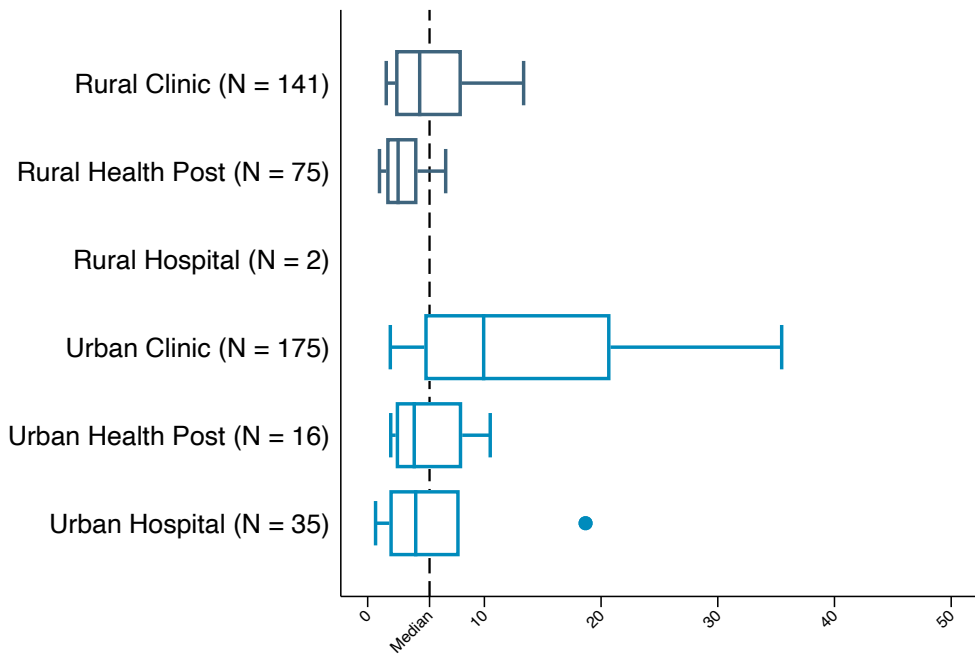 Rural Clinic (N = 141)
Rural Health Post (N = 75)
Rural Hospital (N = 2)
Urban Clinic (N = 175)
Urban Health Post (N = 16)
Urban Hospital (N = 35)
0 Median 10 20 30 40 50